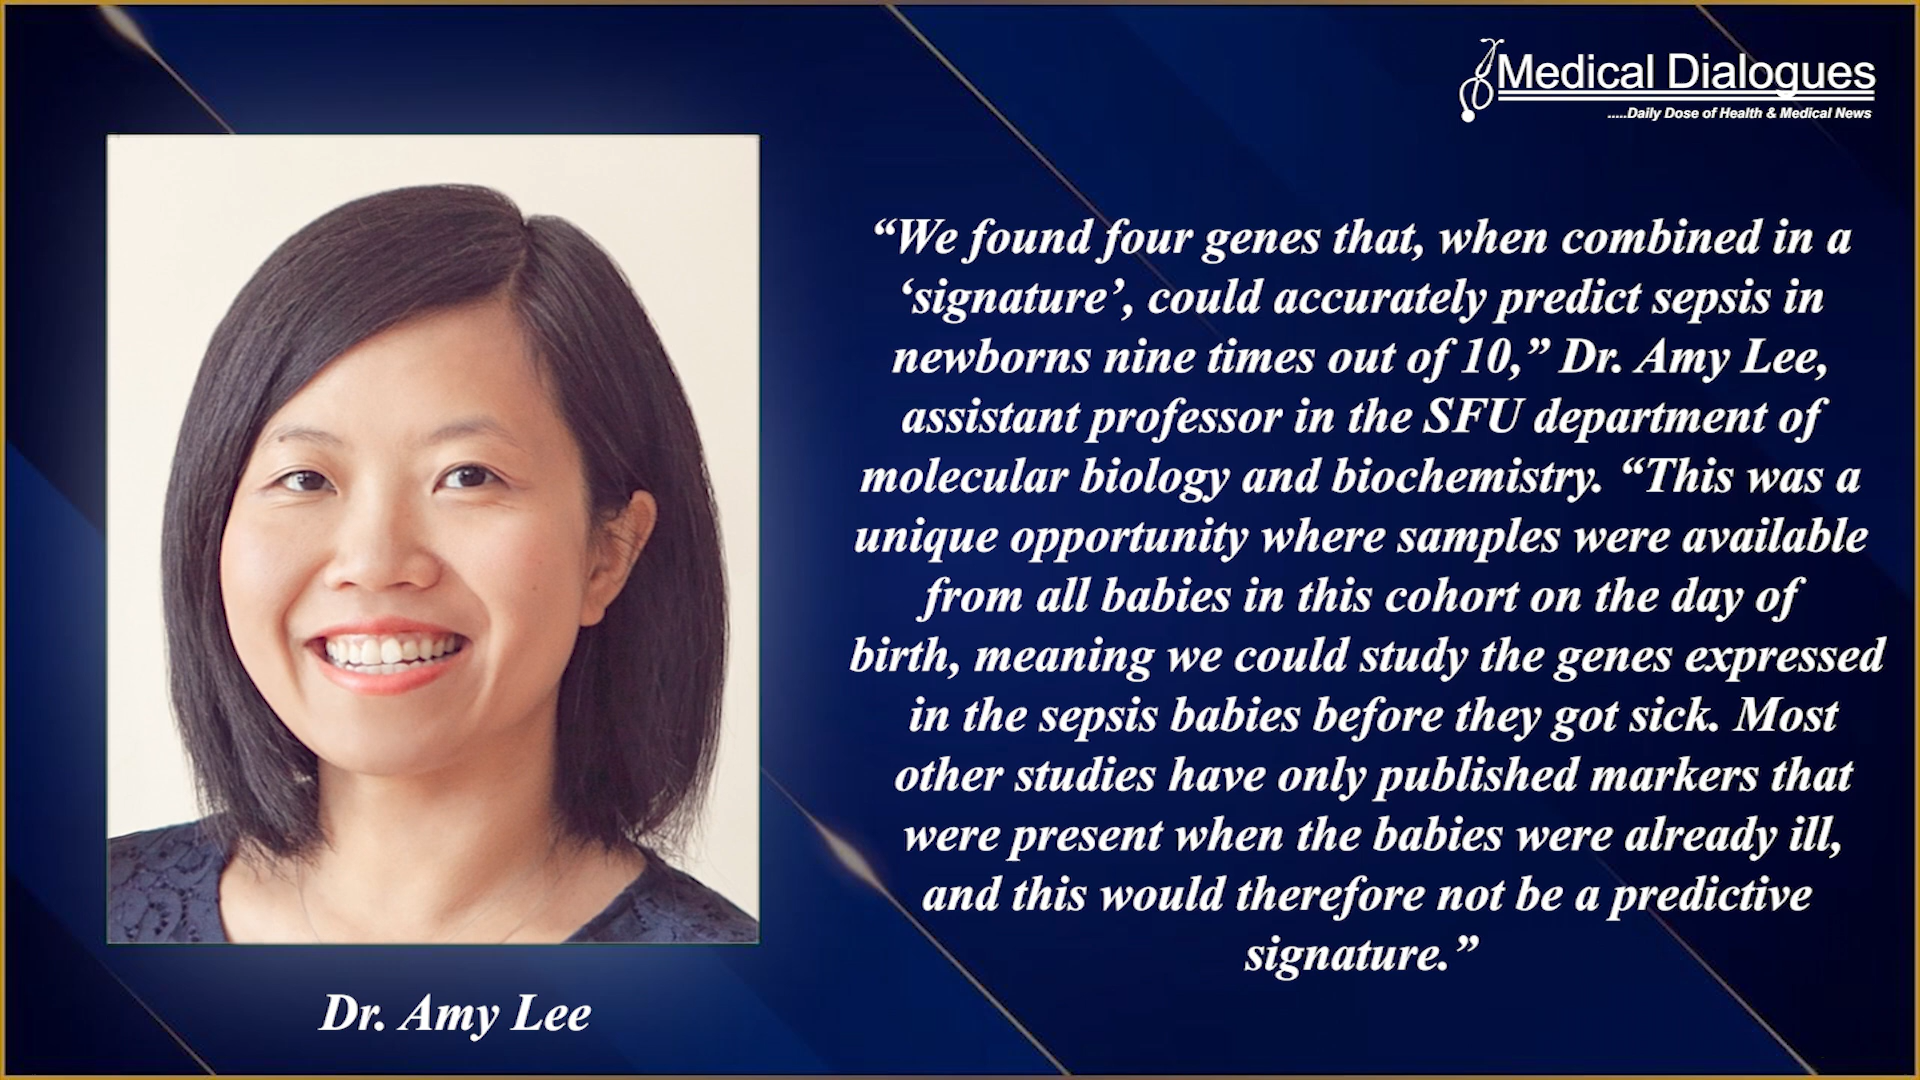 Medical Dialogues
.....Daily Dose of Health & Medical News
“We found four genes that, when combined in a
‘signature’, could accurately predict sepsis in
newborns nine times out of 10,” Dr. Amy Lee,
assistant professor in the SFU department of
molecular biology and biochemistry. “This was a
unique opportunity where samples were available
from all babies in this cohort on the day of
birth, meaning we could study the genes expressed
in the sepsis babies before they got sick. Most
other studies have only published markers that
were present when the babies were already ill,
and this would therefore not be a predictive
signature.”
Dr. Amy Lee